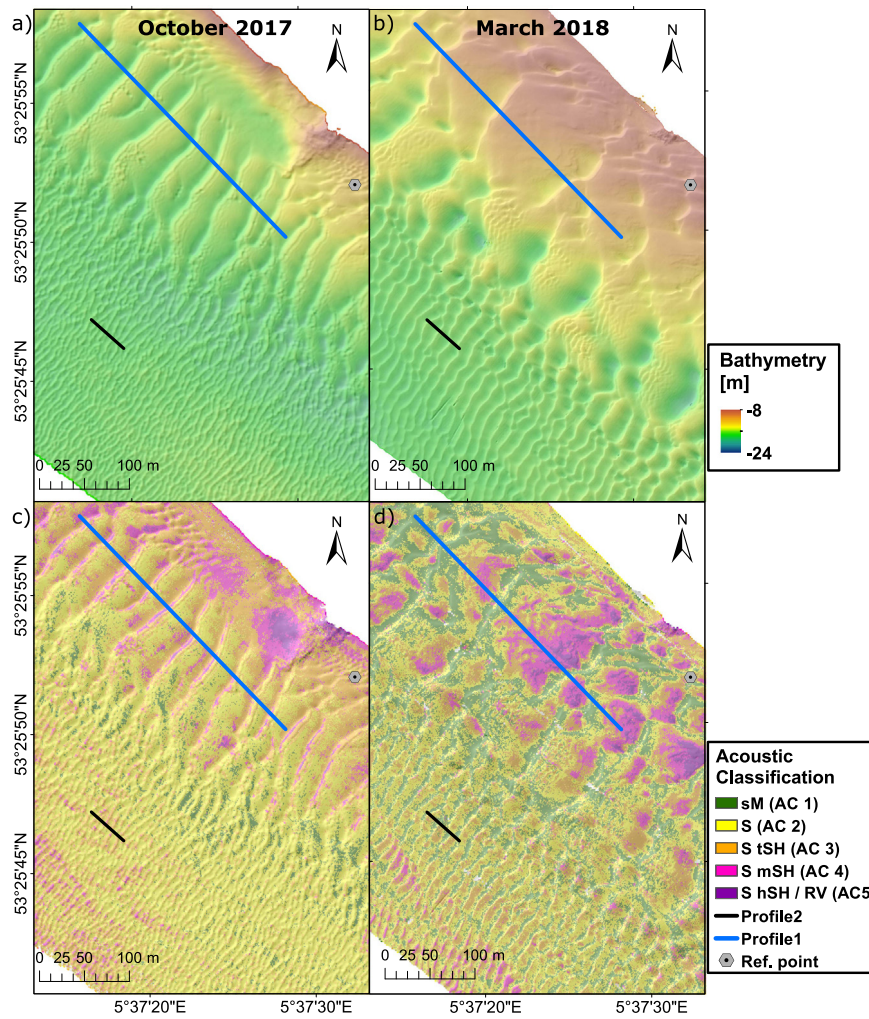 a)
October 2017
N
b)
March 2018
N
53°25'55"N
53°25'50"N
53°25'45"N
0 25 50 100 m
0 25 50 100 m
Bathymetry
[m]
-8
-24
c)
N
d)
N
53°25'55"N
53°25'50"N
53°25'45"N
0 25 50 100 m
0 25 50 100 m
5°37'20"E
5°37'30"E
5°37'20"E
5°37'30"E
Acoustic
Classification
sM (AC 1)
S (AC 2)
S tSH (AC 3)
S mSH (AC 4)
S hSH / RV (AC5
Profile2
Profile1
Ref. point